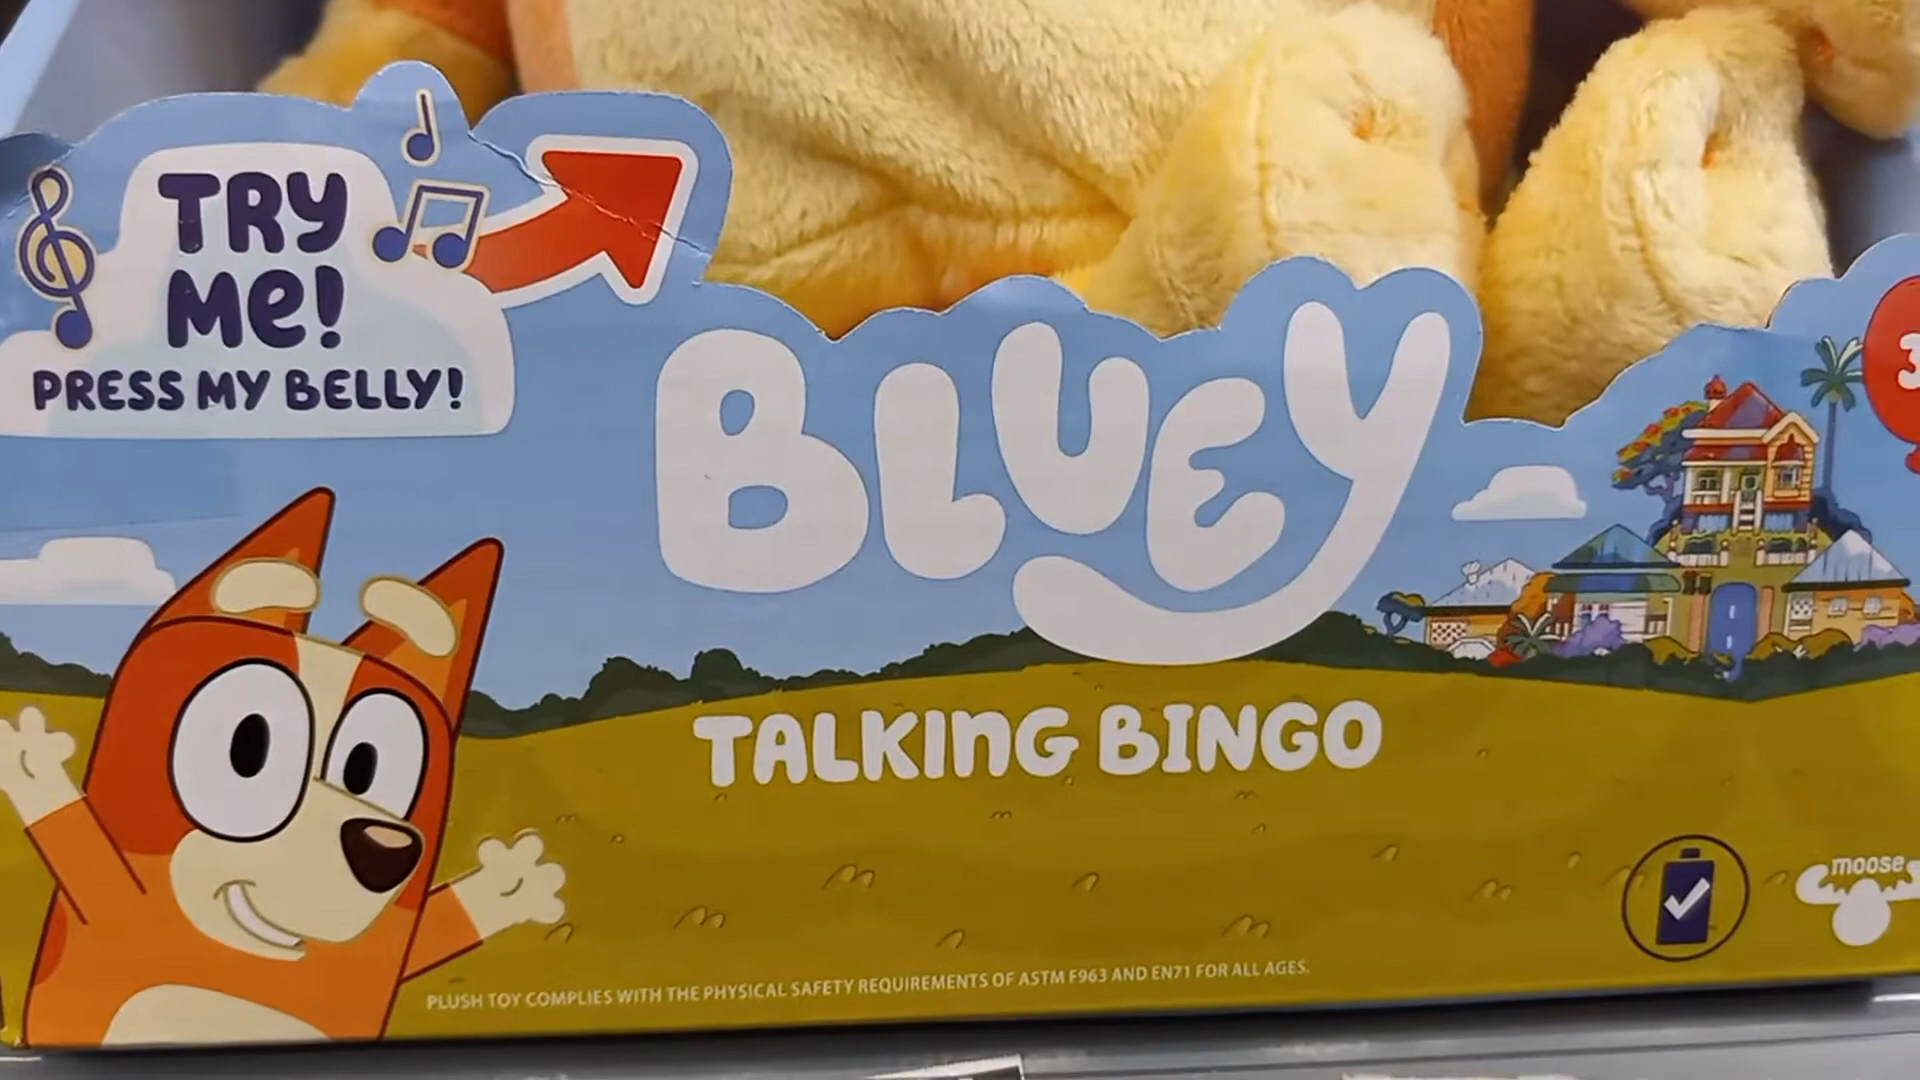 TRY
ME!
PRESS MY BELLY!
BLUEY
TALKING BINGO
3
moose
PLUSH TOY COMPLIES WITH THE PHYSICAL SAFETY REQUIREMENTS OF ASTM F963 AND EN71 FOR ALL AGES.